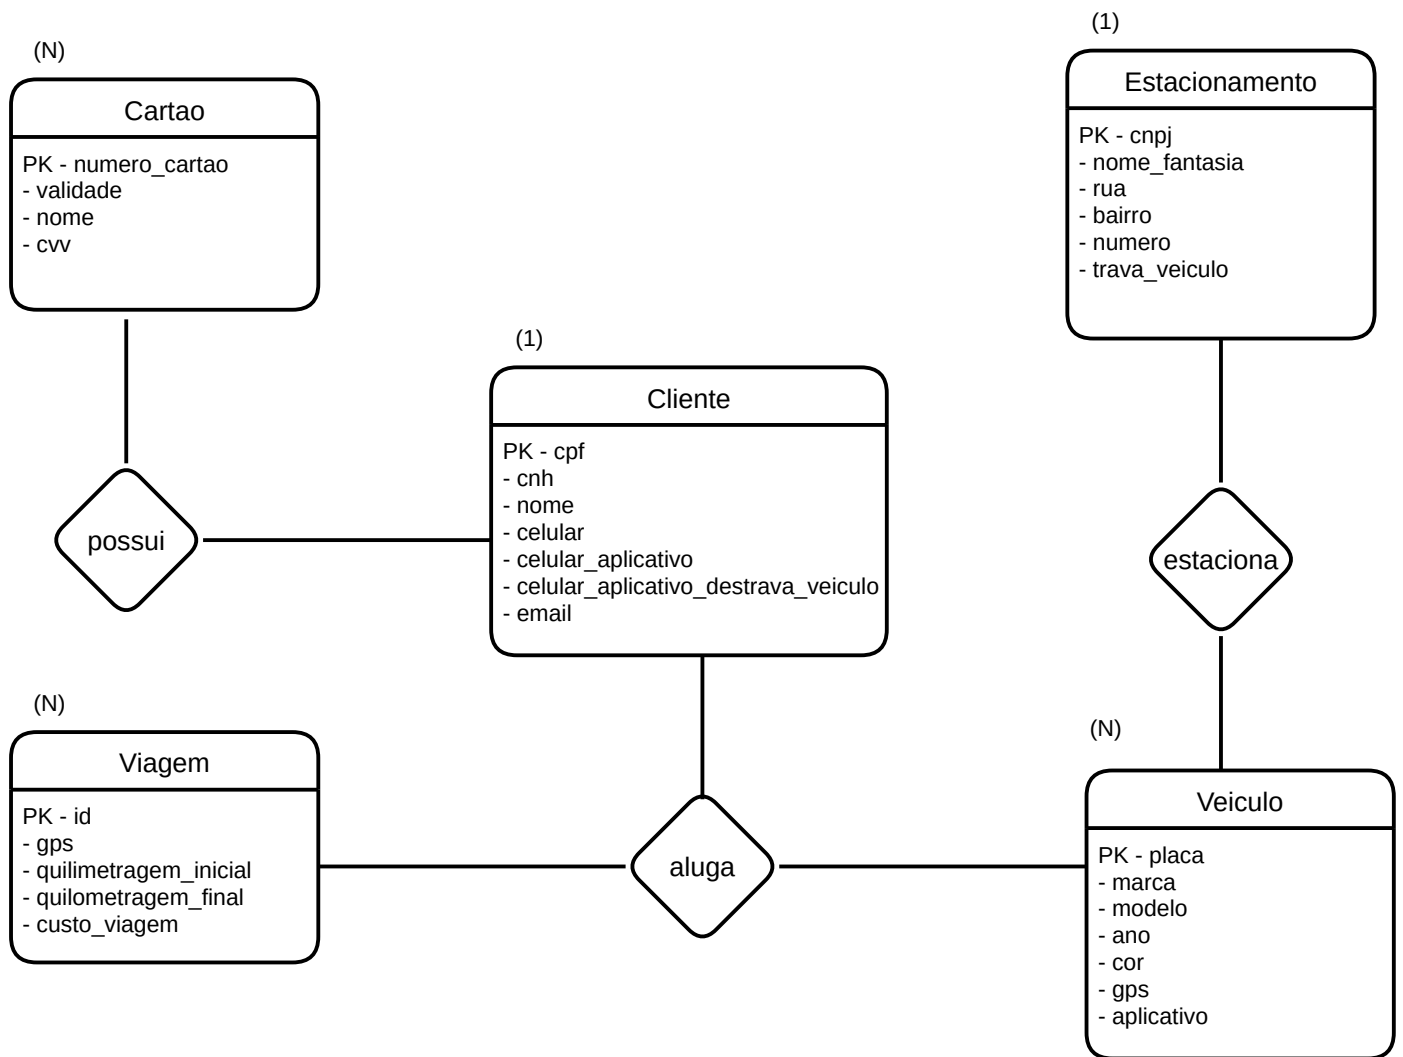 (N)
Cartao
PK - numero_cartao
- validade
- nome
- cvv
(1)
Estacionamento
PK - cnpj
- nome_fantasia
- rua
- bairro
- numero
- trava_veiculo
(1)
Cliente
PK - cpf
- cnh
- nome
- celular
- celular_aplicativo
- celular_aplicativo_destrava_veiculo
- email
possui
estaciona
(N)
Viagem
PK - id
- gps
- quilimetragem_inicial
- quilometragem_final
- custo_viagem
aluga
(N)
Veiculo
PK - placa
- marca
- modelo
- ano
- cor
- gps
- aplicativo